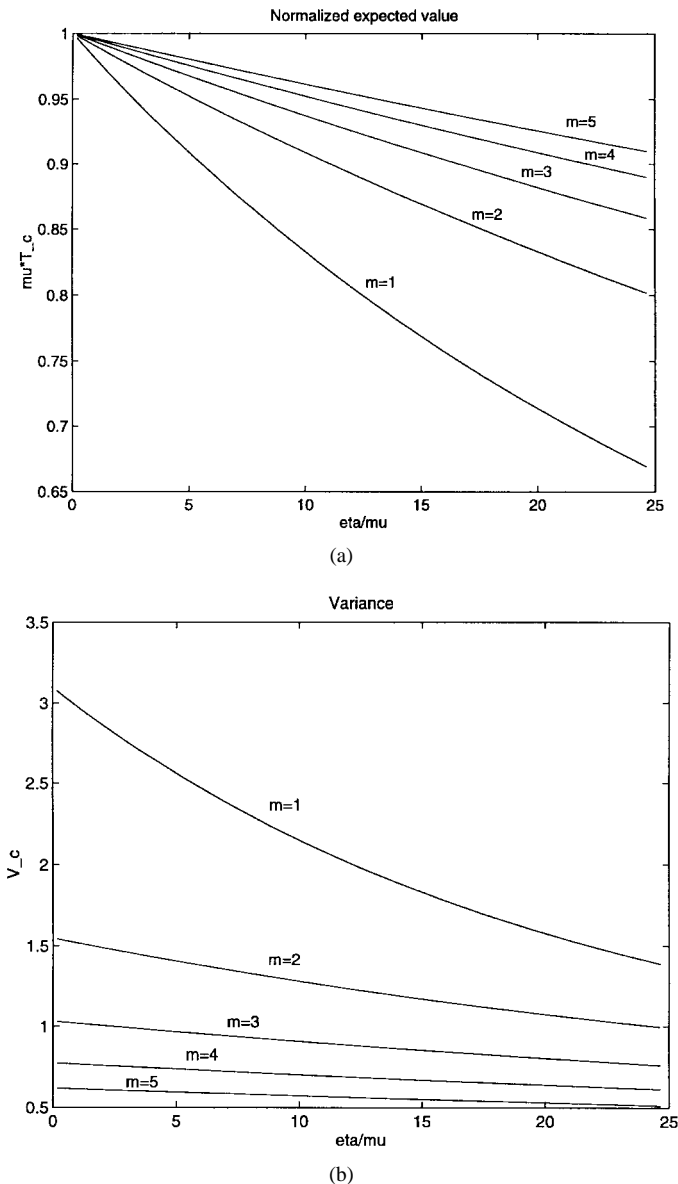 Normalized expected value
1
0.95
0.9
0.85
0.8
0.75
0.7
0.65
mu*T_c
m=5
m=4
m=3
m=2
m=1
0 5 10 15 20 25
eta/mu
(a)
Variance
3.5
3
2.5
2
1.5
1
0.5
V_c
m=1
m=2
m=3
m=4
m=5
0 5 10 15 20 25
eta/mu
(b)